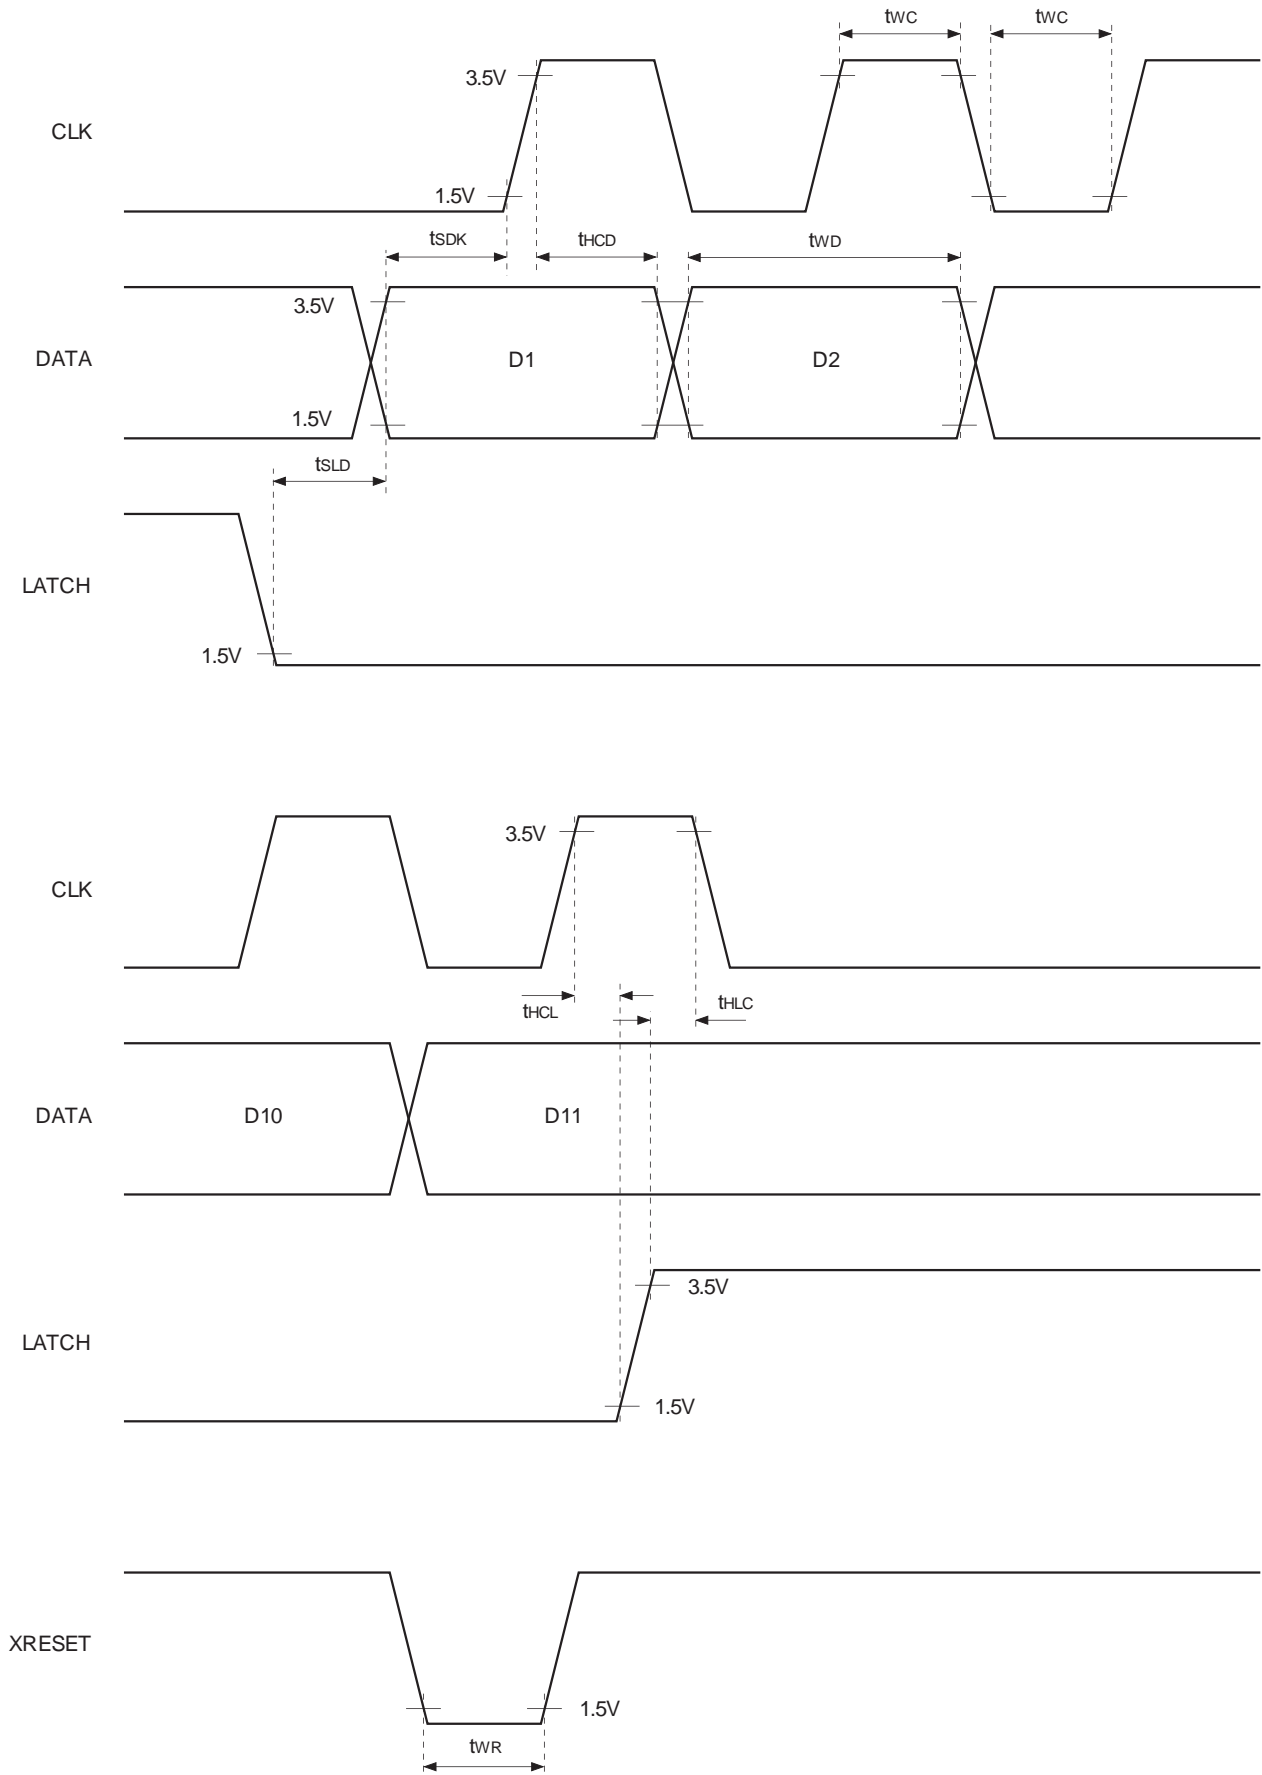 tWC
tWC
3.5V
CLK
1.5V
tSDK
tHCD
tWD
3.5V
DATA
D1
D2
1.5V
tSLD
LATCH
1.5V
3.5V
CLK
tHCL
tHLC
DATA
D10
D11
3.5V
LATCH
1.5V
XRESET
1.5V
tWR